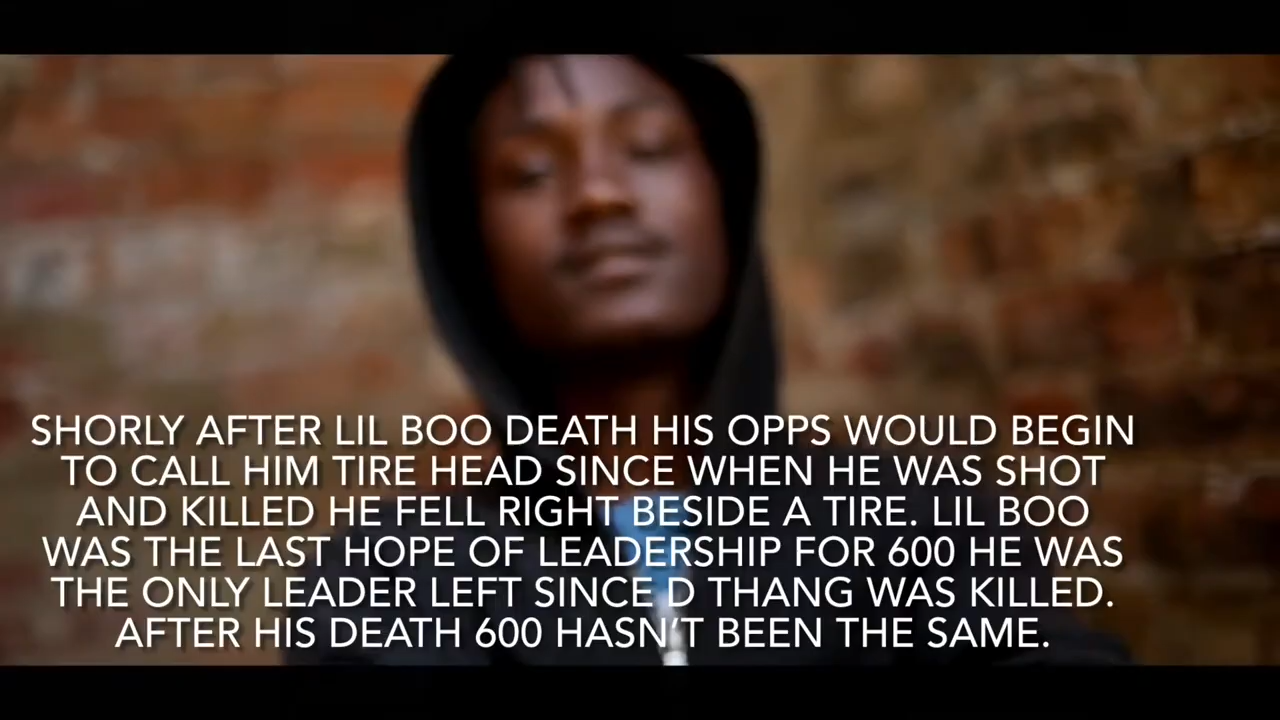 SHORLY AFTER LIL BOO DEATH HIS OPPS WOULD BEGIN
TO CALL HIM TIRE HEAD SINCE WHEN HE WAS SHOT
AND KILLED HE FELL RIGHT BESIDE A TIRE. LIL BOO
WAS THE LAST HOPE OF LEADERSHIP FOR 600 HE WAS
THE ONLY LEADER LEFT SINCE D THANG WAS KILLED.
AFTER HIS DEATH 600 HASN'T BEEN THE SAME.